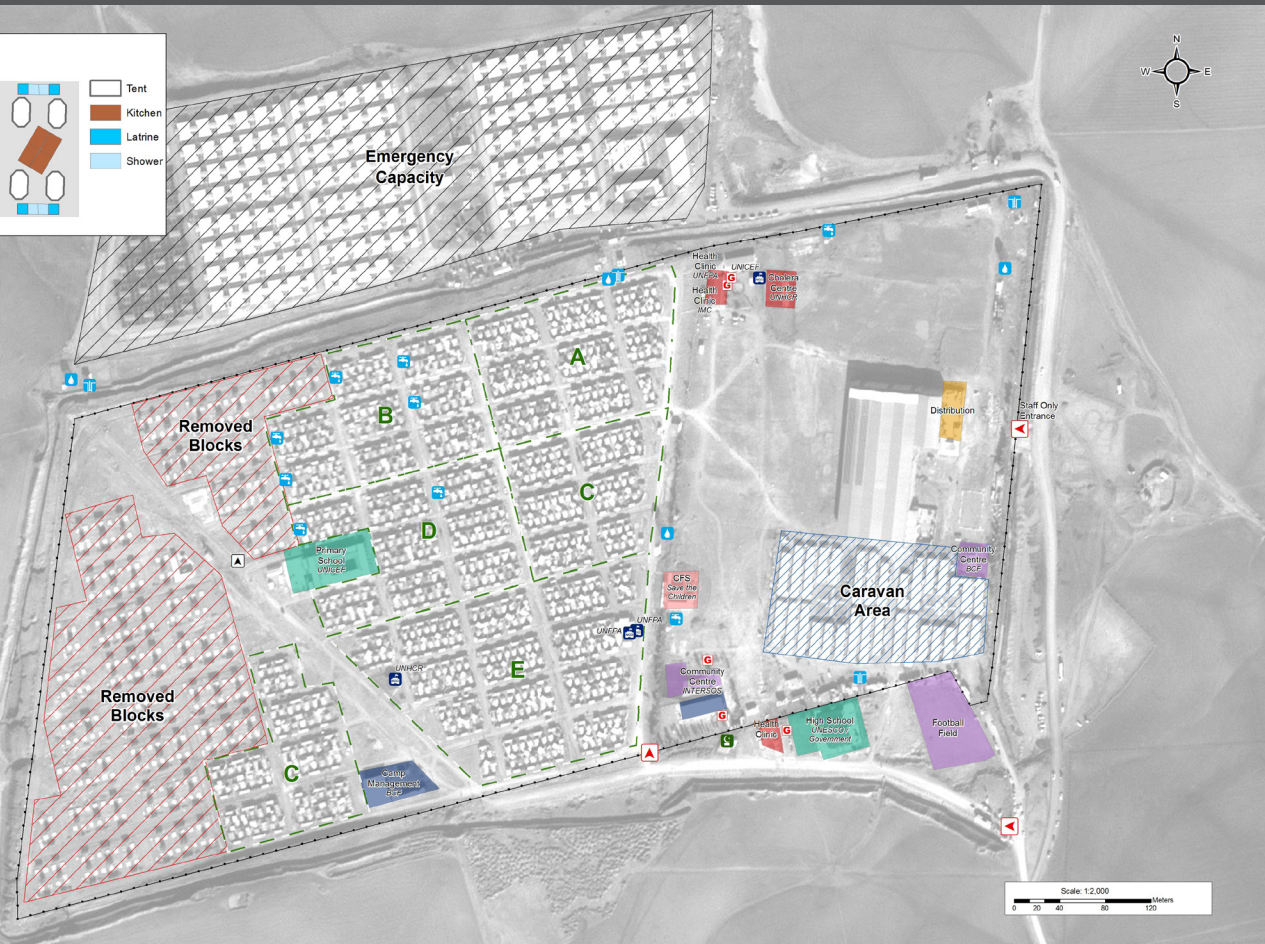 N
W
E
S
Tent
Kitchen
Latrine
Shower
Emergency
Capacity
Health
Clinic
UNFPA
G
G
Health
Clinic
IMC
UNICEF
Cholera
Centre
UNHCR
A
B
Removed
Blocks
Distribution
Staff Only
Entrance
C
D
Primary
School
UNICEF
Community
Centre
BCF
CFS
Save the
Children
Caravan
Area
UNFPA
UNFPA
UNHCR
E
G
Community
Centre
INTERSOS
G
Removed
Blocks
Health
Clinic
G
High School
UNESCO /
Government
Football
Field
C
Camp
Management
BCF
Scale: 1:2,000
Meters
0 20 40 80 120